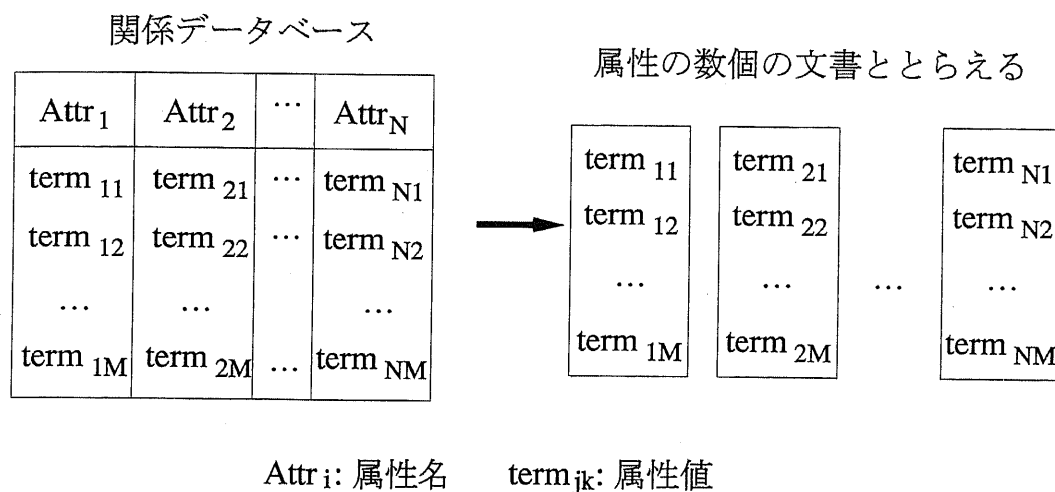 関係データベース
Attr 1 Attr 2 … Attr N
term 11 term 21 … term N1
term 12 term 22 … term N2
… … …
term 1M term 2M … term NM
属性の数個の文書ととらえる
term 11 term 21 term N1
term 12 term 22 term N2
… … … …
term 1M term 2M term NM
Attr i: 属性名 term jk: 属性値